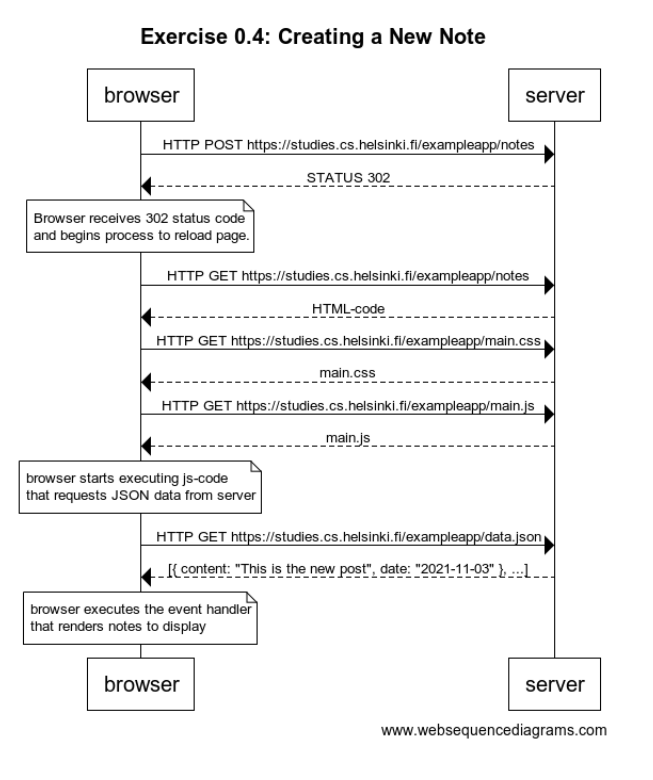 Exercise 0.4: Creating a New Note
browser
server
HTTP POST https://studies.cs.helsinki.fi/exampleapp/notes
STATUS 302
Browser receives 302 status code
and begins process to reload page.
HTTP GET https://studies.cs.helsinki.fi/exampleapp/notes
HTML-code
HTTP GET https://studies.cs.helsinki.fi/exampleapp/main.css
main.css
HTTP GET https://studies.cs.helsinki.fi/exampleapp/main.js
main.js
browser starts executing js-code
that requests JSON data from server
HTTP GET https://studies.cs.helsinki.fi/exampleapp/data.json
[{ content: "This is the new post", date: "2021-11-03" }, ...]
browser executes the event handler
that renders notes to display
browser
server
www.websequencediagrams.com